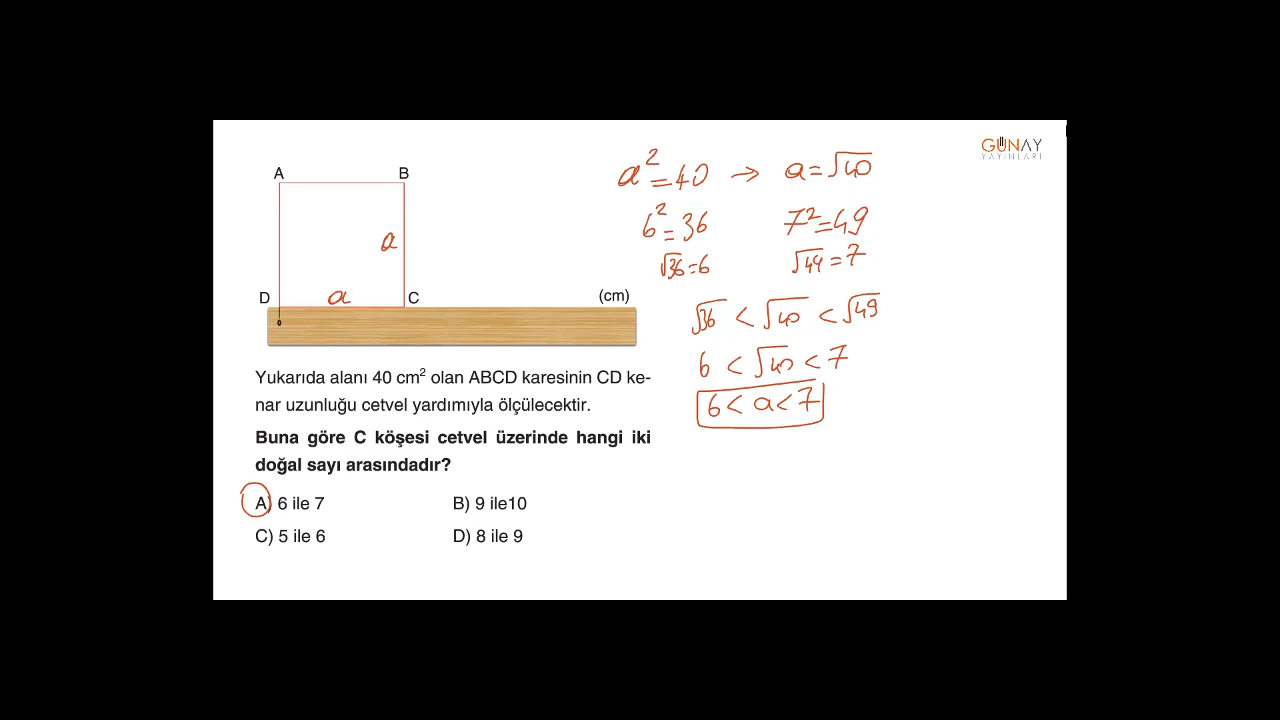 GÜNAY
YAYINLARI
A B
a
D a C (cm)
0
Yukarıda alanı 40 cm² olan ABCD karesinin CD ke-
nar uzunluğu cetvel yardımıyla ölçülecektir.
Buna göre C köşesi cetvel üzerinde hangi iki
doğal sayı arasındadır?
A) 6 ile 7 B) 9 ile10
C) 5 ile 6 D) 8 ile 9
a² = 40 → a = √40
6² = 36 7² = 49
√36 = 6 √49 = 7
√36 < √40 < √49
6 < √40 < 7
6 < a < 7